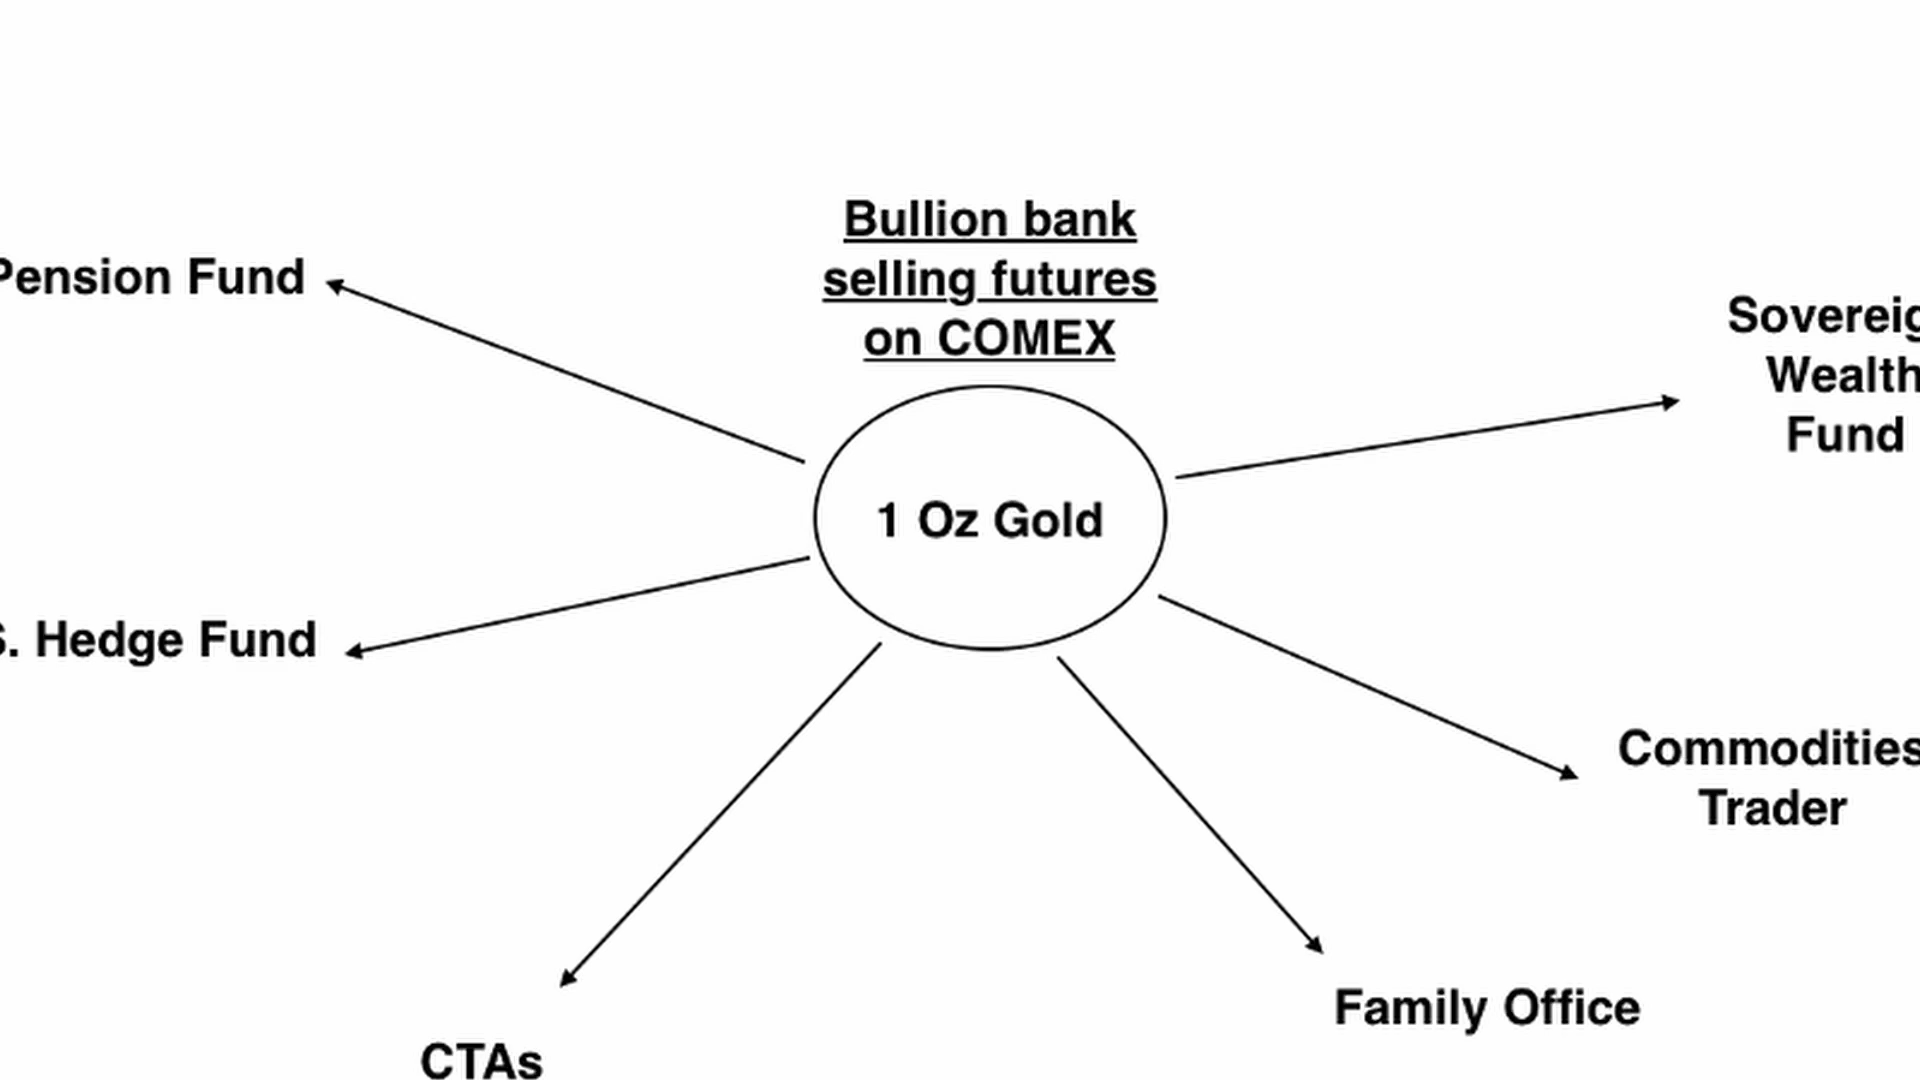 Bullion bank
selling futures
on COMEX
Pension Fund
Sovereig
Wealth
Fund
1 Oz Gold
S. Hedge Fund
Commodities
Trader
Family Office
CTAs